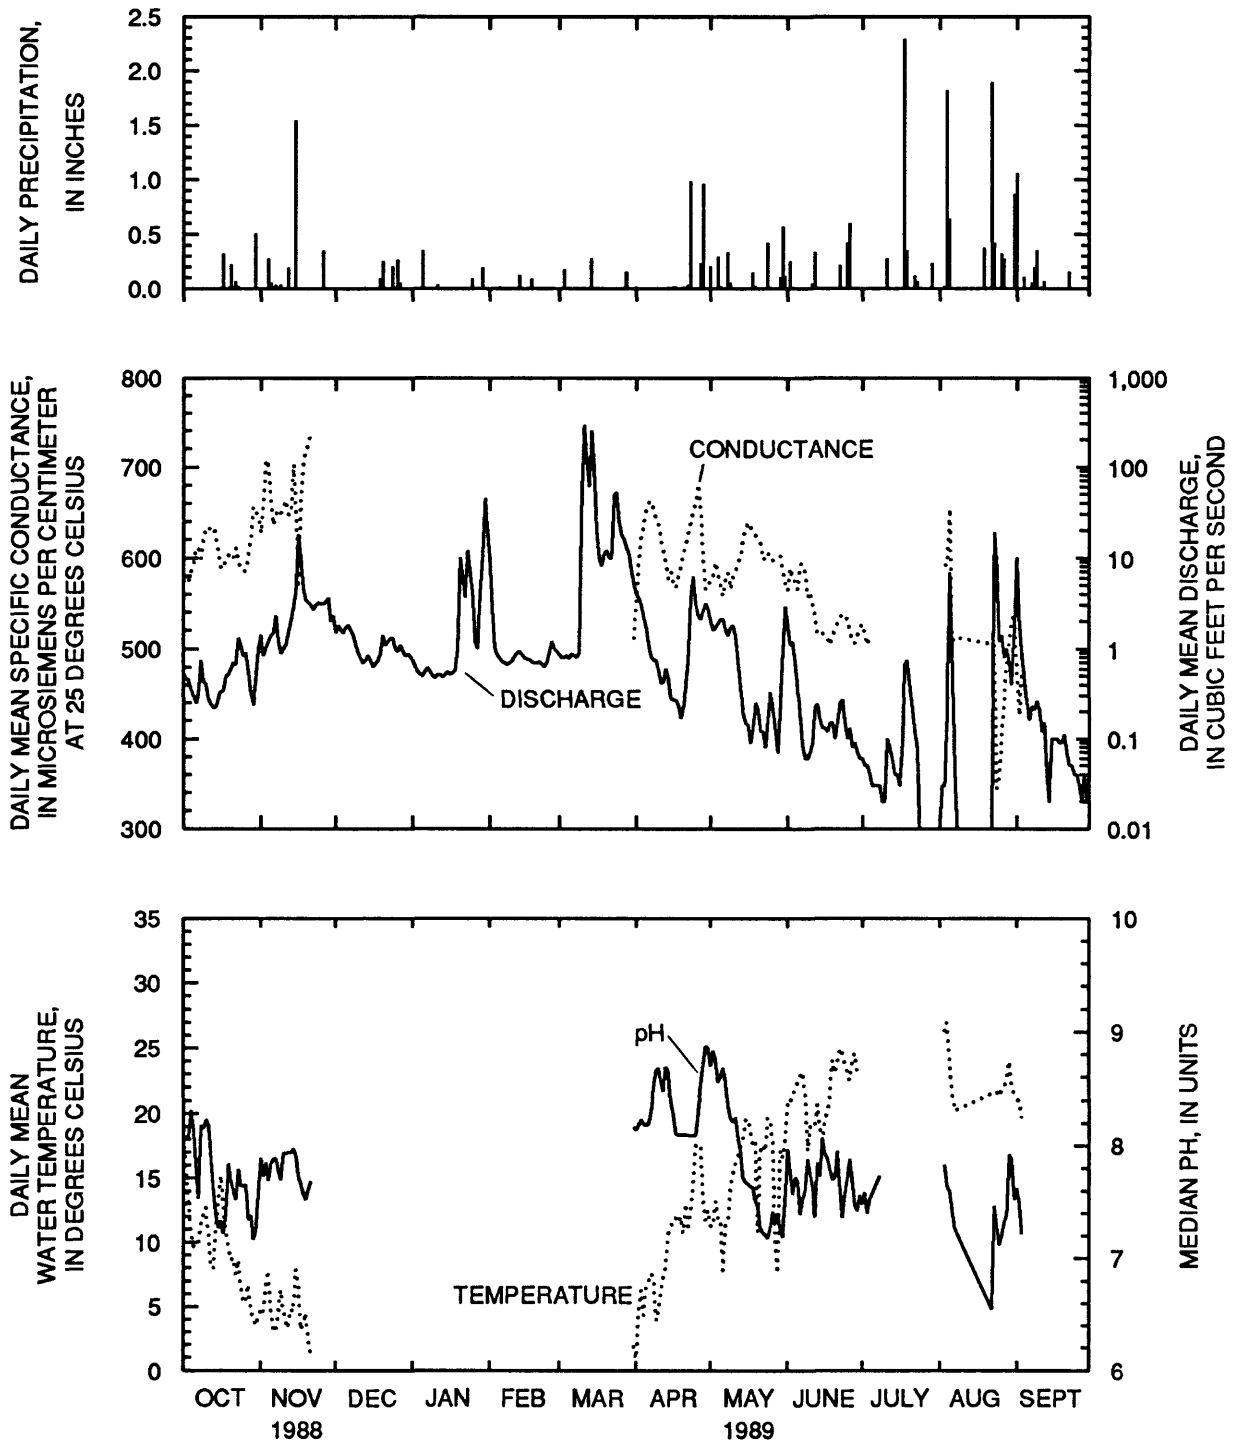 DAILY PRECIPITATION,
IN INCHES
2.5
2.0
1.5
1.0
0.5
0.0
DAILY MEAN SPECIFIC CONDUCTANCE,
IN MICROSIEMENS PER CENTIMETER
AT 25 DEGREES CELSIUS
800
700
600
500
400
300
CONDUCTANCE
DISCHARGE
1,000
100
10
1
0.1
0.01
DAILY MEAN DISCHARGE,
IN CUBIC FEET PER SECOND
DAILY MEAN
WATER TEMPERATURE,
IN DEGREES CELSIUS
35
30
25
20
15
10
5
0
pH
TEMPERATURE
10
9
8
7
6
MEDIAN PH, IN UNITS
OCT NOV DEC JAN FEB MAR APR MAY JUNE JULY AUG SEPT
1988 1989